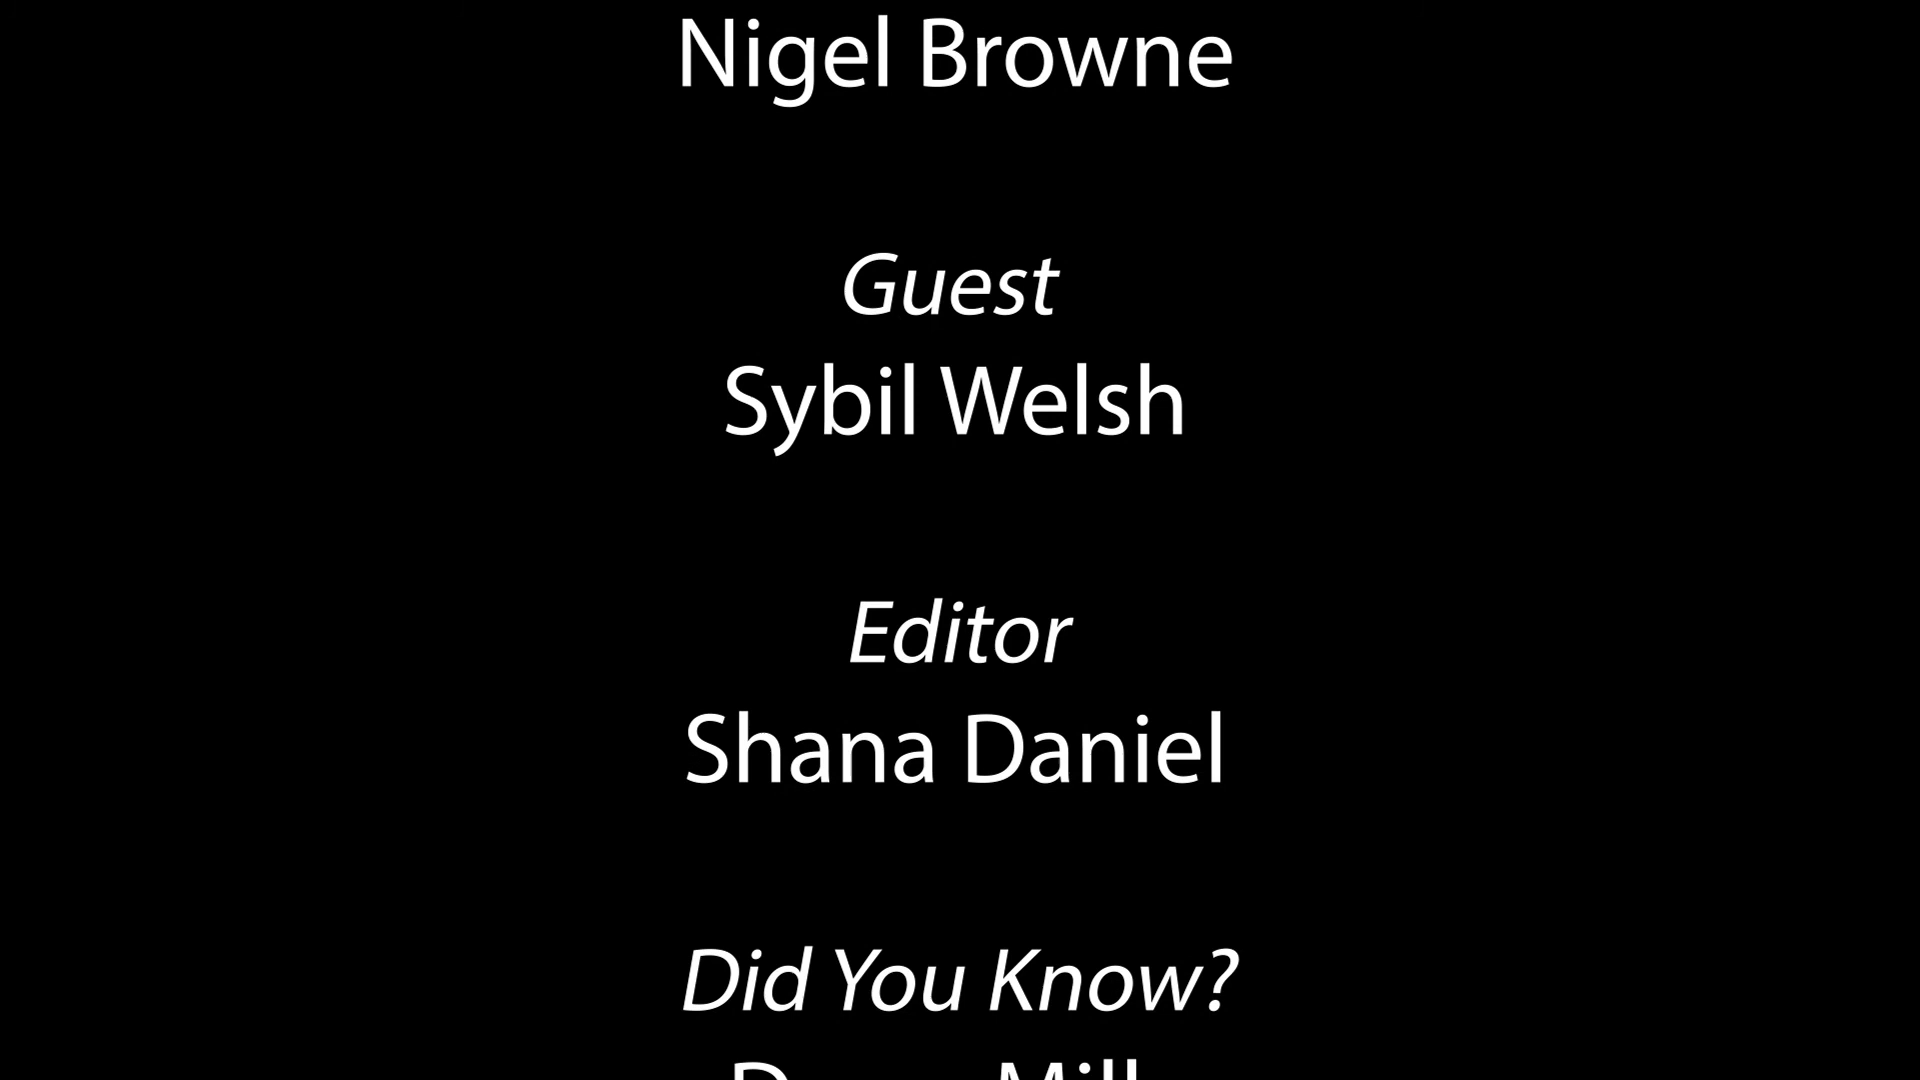 Nigel Browne
Guest
Sybil Welsh
Editor
Shana Daniel
Did You Know?